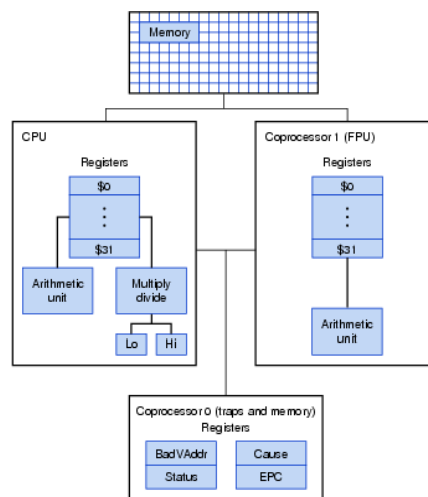 Memory
CPU
Registers
$0
$31
Arithmetic
unit
Multiply
divide
Lo
Hi
Coprocessor 1 (FPU)
Registers
$0
$31
Arithmetic
unit
Coprocessor 0 (traps and memory)
Registers
BadVAddr
Cause
Status
EPC